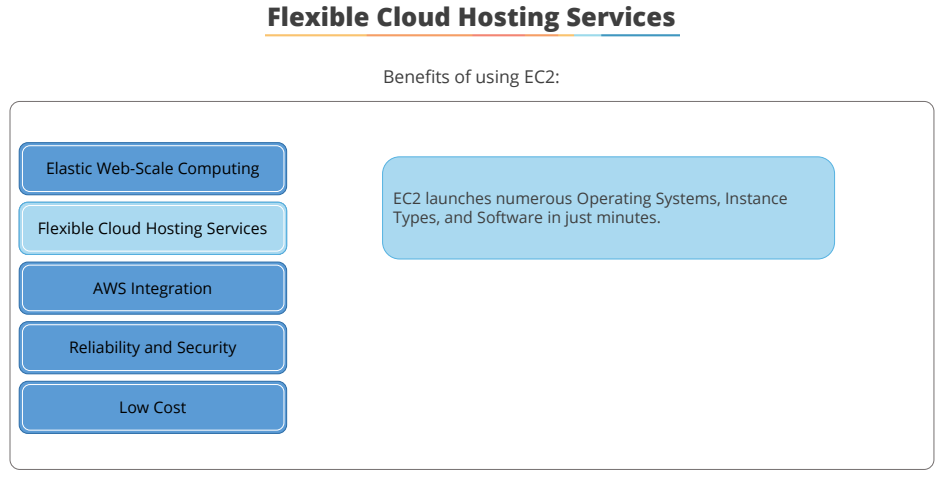 Flexible Cloud Hosting Services
Benefits of using EC2:
Elastic Web-Scale Computing
Flexible Cloud Hosting Services
AWS Integration
Reliability and Security
Low Cost
EC2 launches numerous Operating Systems, Instance
Types, and Software in just minutes.